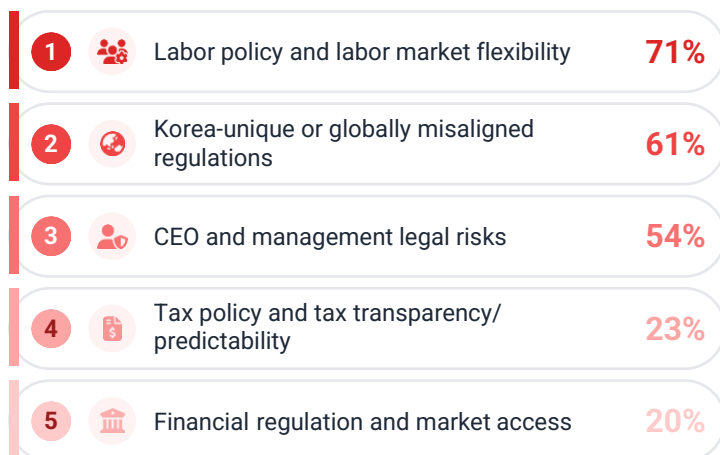 1 Labor policy and labor market flexibility 71%
2 Korea-unique or globally misaligned
regulations 61%
3 CEO and management legal risks 54%
4 Tax policy and tax transparency/
predictability 23%
5 Financial regulation and market access 20%